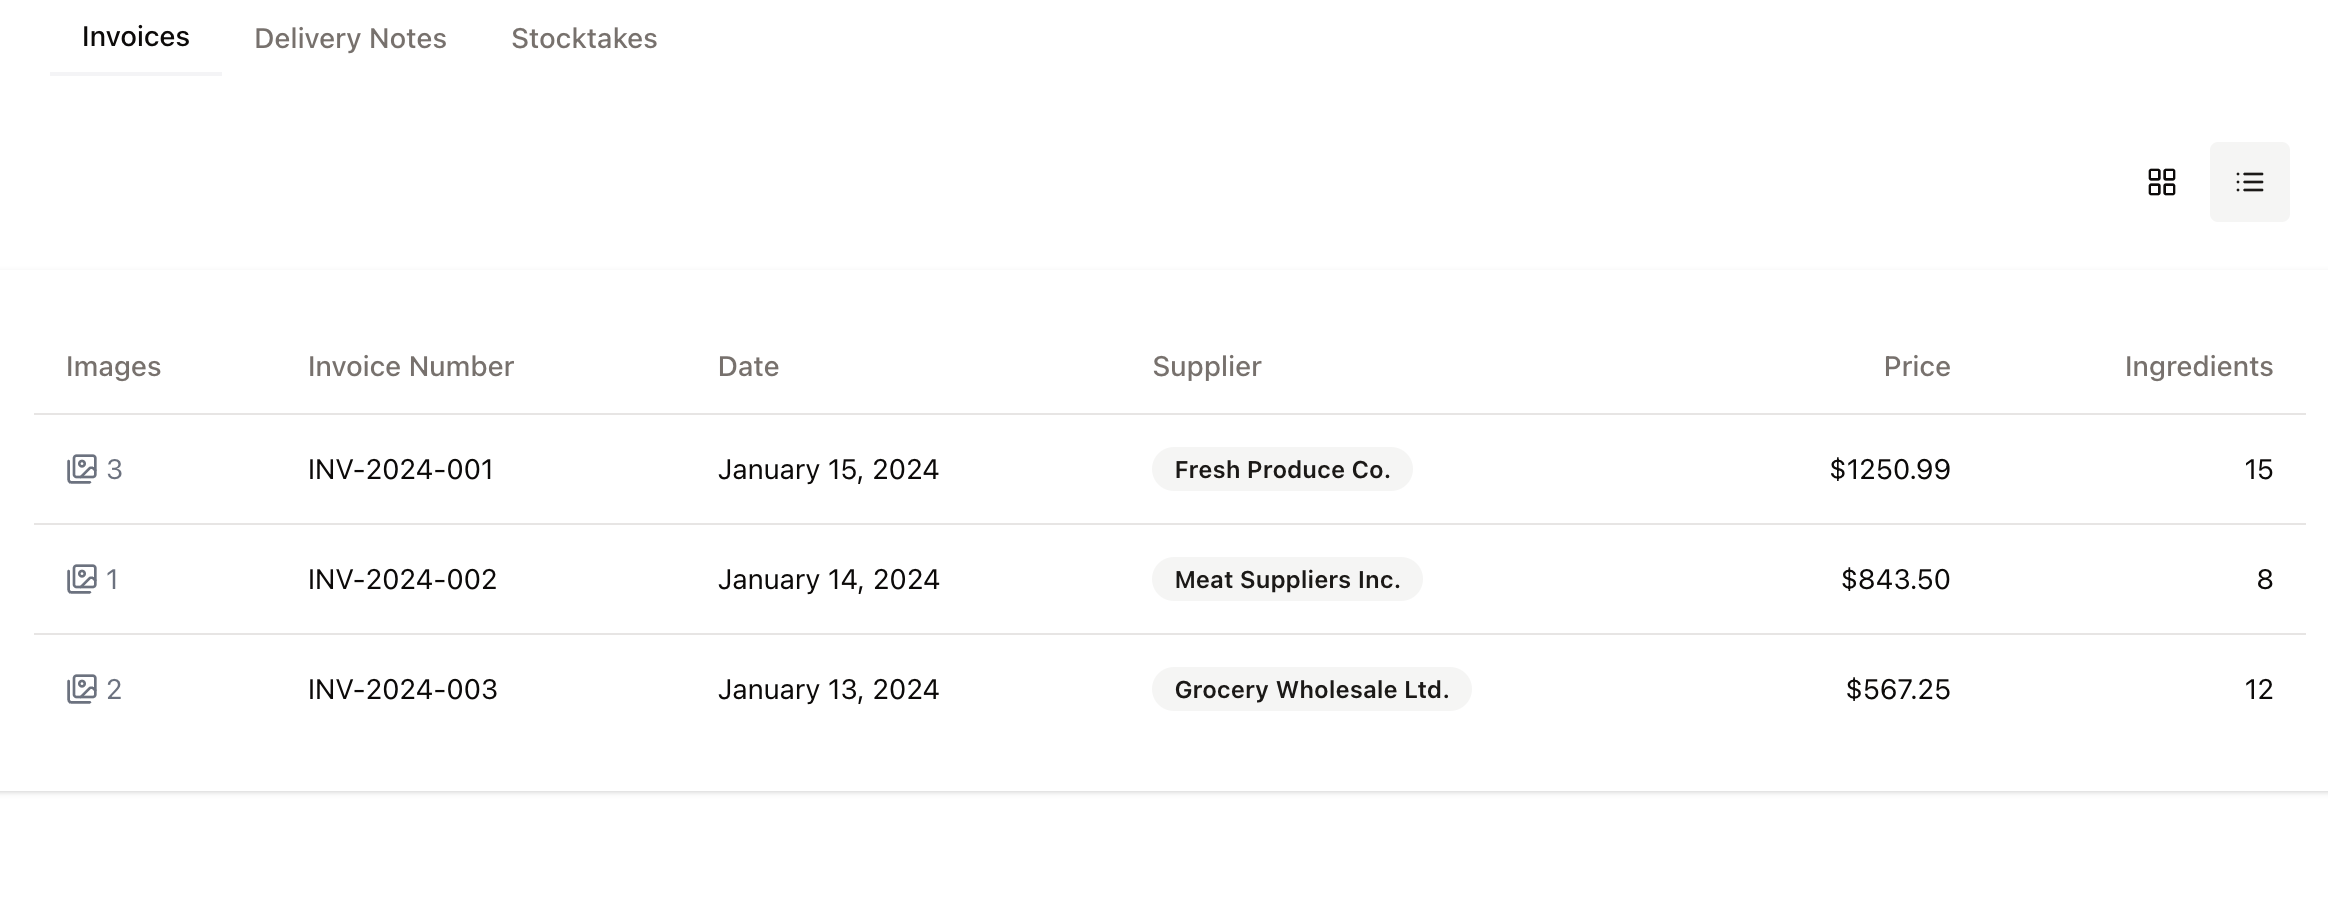 Invoices Delivery Notes Stocktakes
Images Invoice Number Date Supplier Price Ingredients
3 INV-2024-001 January 15, 2024 Fresh Produce Co. $1250.99 15
1 INV-2024-002 January 14, 2024 Meat Suppliers Inc. $843.50 8
2 INV-2024-003 January 13, 2024 Grocery Wholesale Ltd. $567.25 12